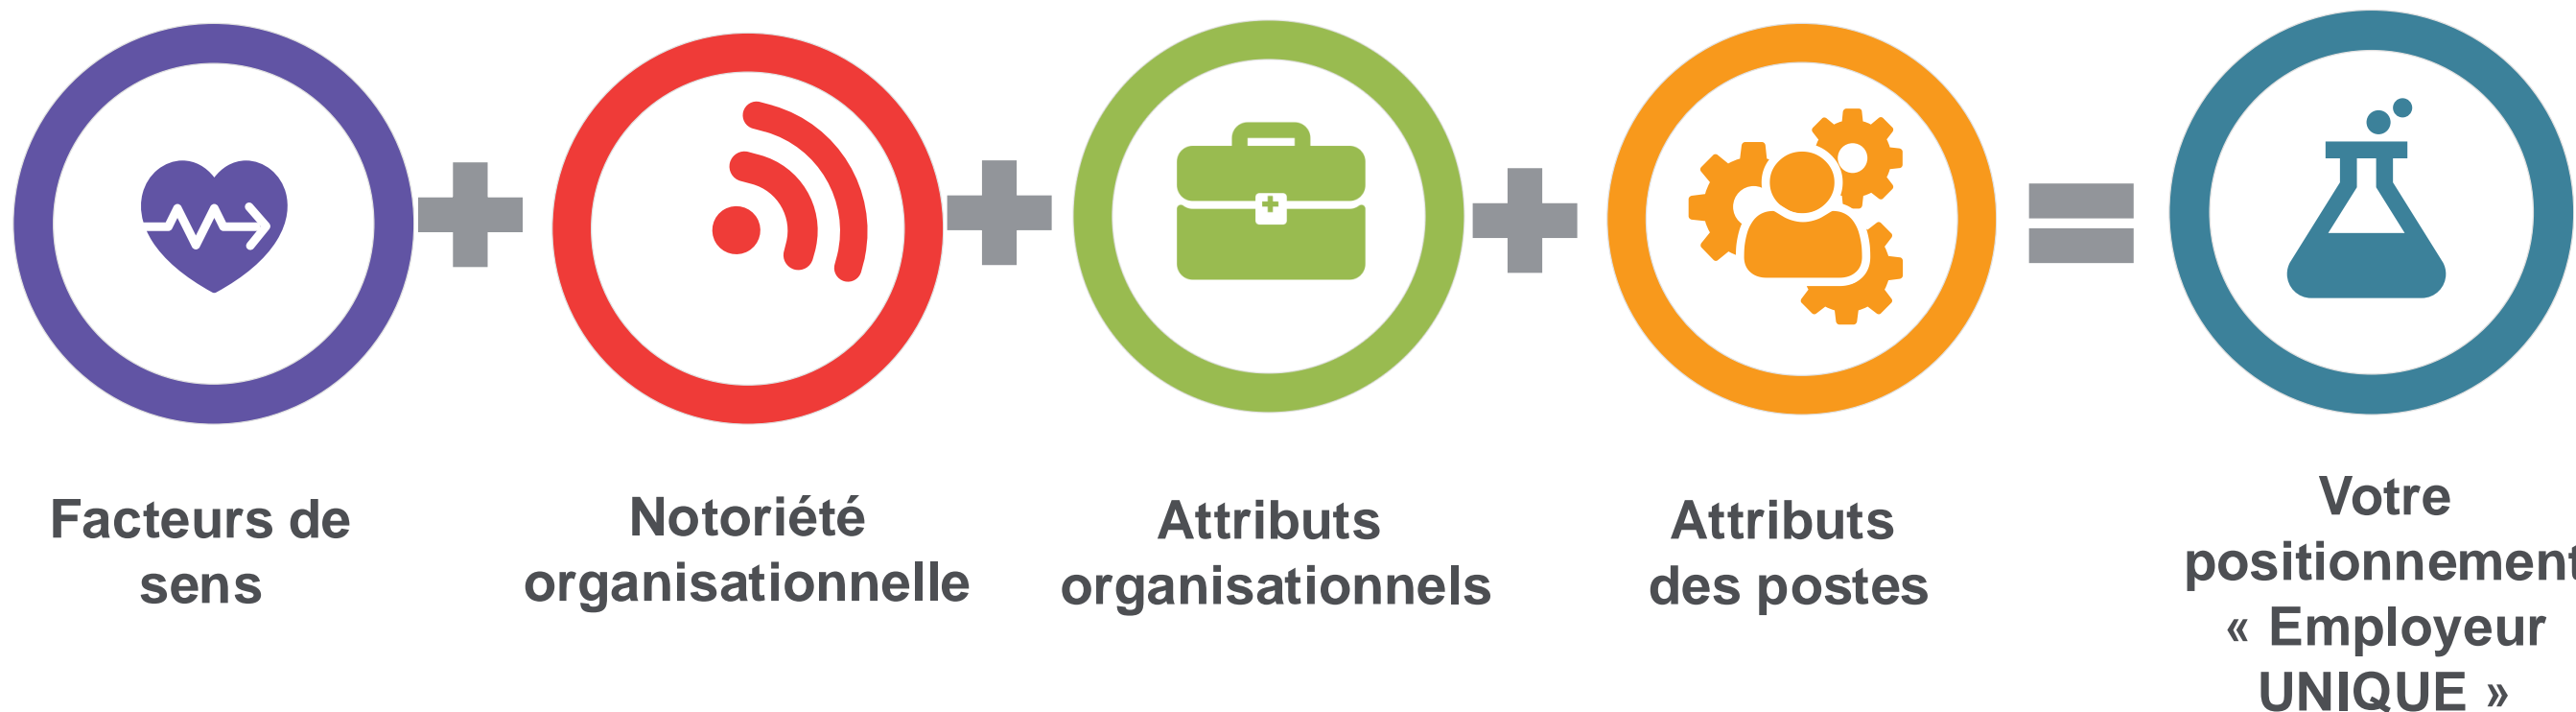 Facteurs de
sens
Notoriété
organisationnelle
Attributs
organisationnels
Attributs
des postes
Votre
positionnement
« Employeur
UNIQUE »